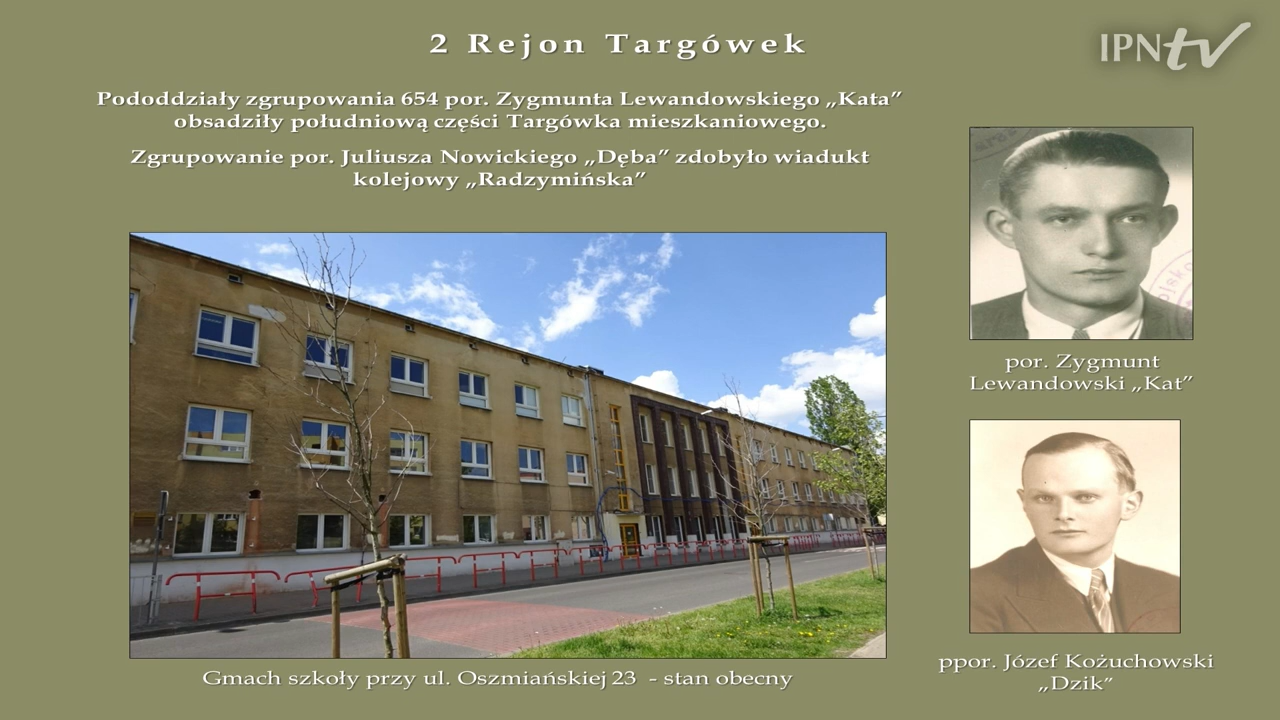 2 Rejon Targówek
IPNtv
Pododdziały zgrupowania 654 por. Zygmunta Lewandowskiego „Kata”
obsadziły południową części Targówka mieszkaniowego.
Zgrupowanie por. Juliusza Nowickiego „Dęba” zdobyło wiadukt
kolejowy „Radzymińska”
por. Zygmunt
Lewandowski „Kat”
Gmach szkoły przy ul. Oszmiańskiej 23 - stan obecny
ppor. Józef Kożuchowski
„Dzik”